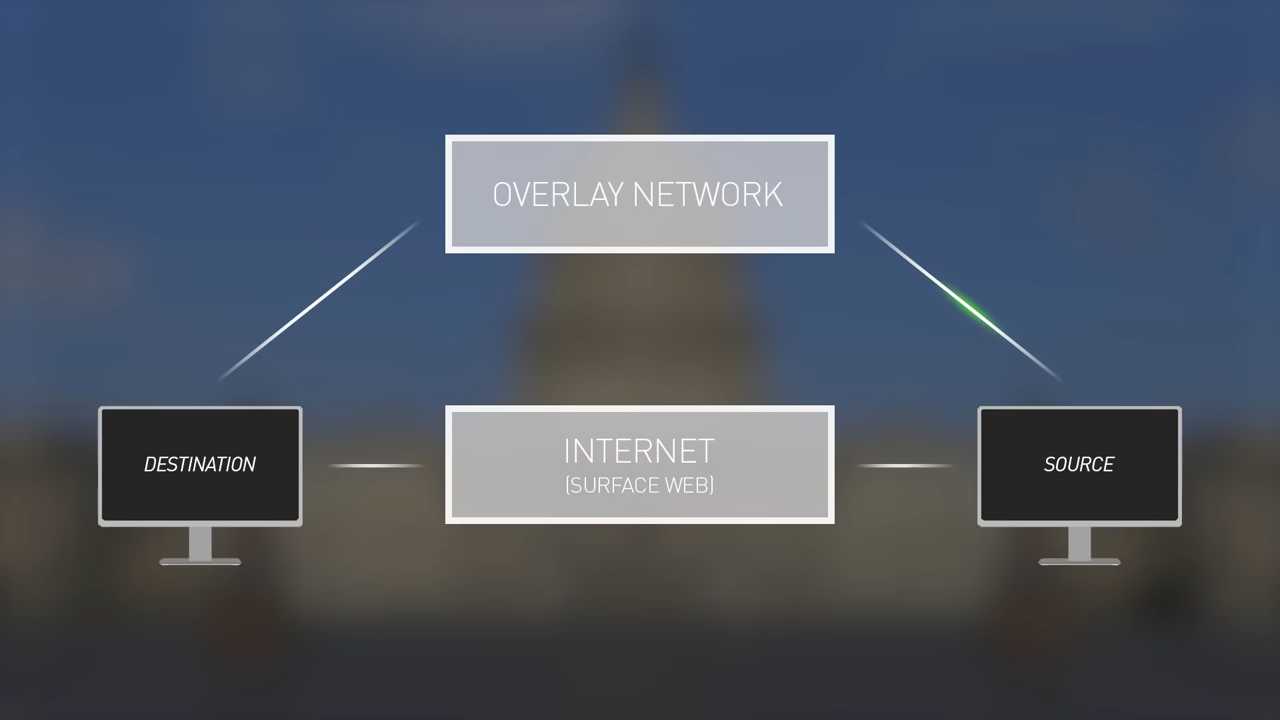 OVERLAY NETWORK
DESTINATION
INTERNET
(SURFACE WEB)
SOURCE